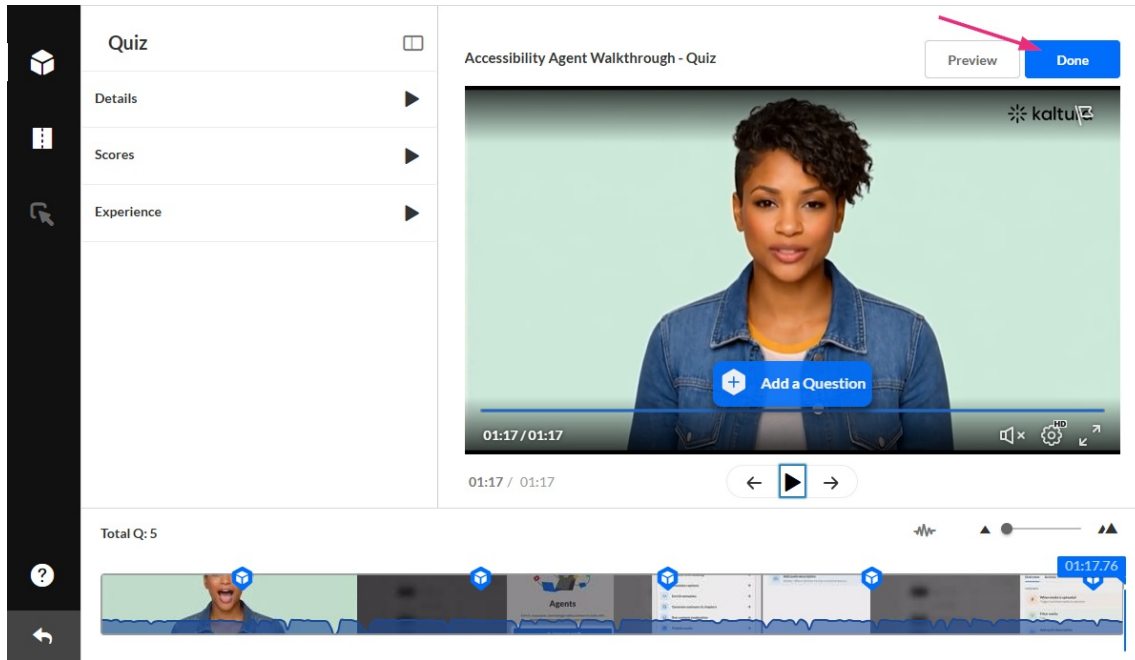 Quiz
Details
Scores
Experience
Accessibility Agent Walkthrough - Quiz
Preview
Done
kaltura
Add a Question
01:17 / 01:17
HD
01:17 / 01:17
Total Q: 5
01:17.76
Agents